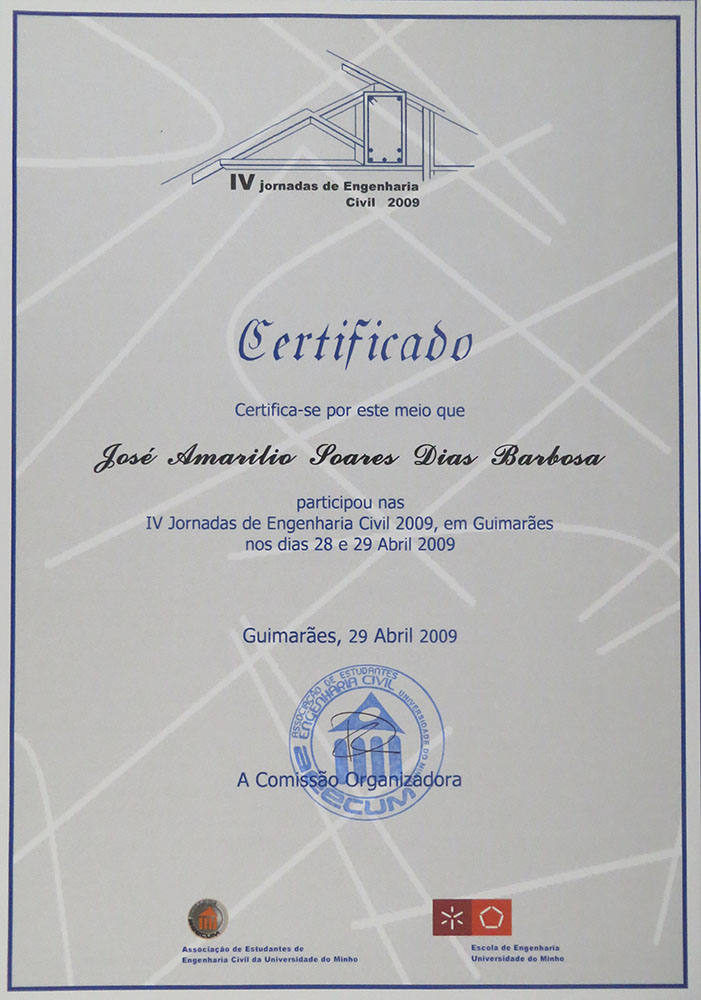 IV jornadas de Engenharia
Civil 2009
Certificado
Certifica-se por este meio que
José Amarilio Soares Dias Barbosa
participou nas
IV Jornadas de Engenharia Civil 2009, em Guimarães
nos dias 28 e 29 Abril 2009
Guimarães, 29 Abril 2009
ASSOCIAÇÃO DE ESTUDANTES
ENGENHARIA CIVIL
UNIVERSIDADE DO MINHO
A Comissão Organizadora
aeecum
Associação de Estudantes de
Engenharia Civil da Universidade do Minho
Escola de Engenharia
Universidade do Minho